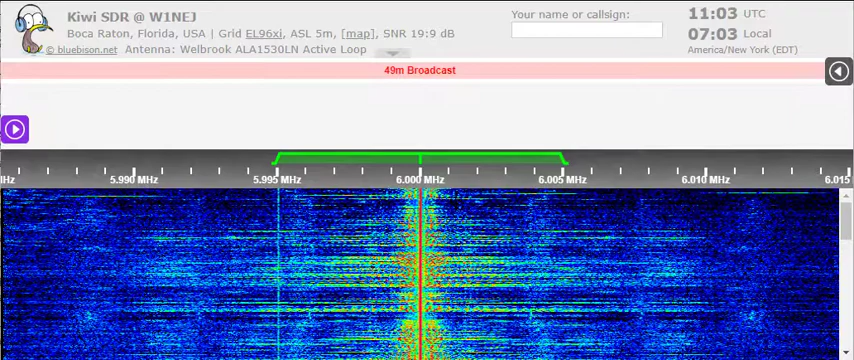 Kiwi SDR @ W1NEJ
Boca Raton, Florida, USA | Grid EL96xi, ASL 5m, [map], SNR 19:9 dB
© bluebison.net Antenna: Welbrook ALA1530LN Active Loop
Your name or callsign:
11:03 UTC
07:03 Local
America/New York (EDT)
49m Broadcast
Hz 5.990 MHz 5.995 MHz 6.000 MHz 6.005 MHz 6.010 MHz 6.015